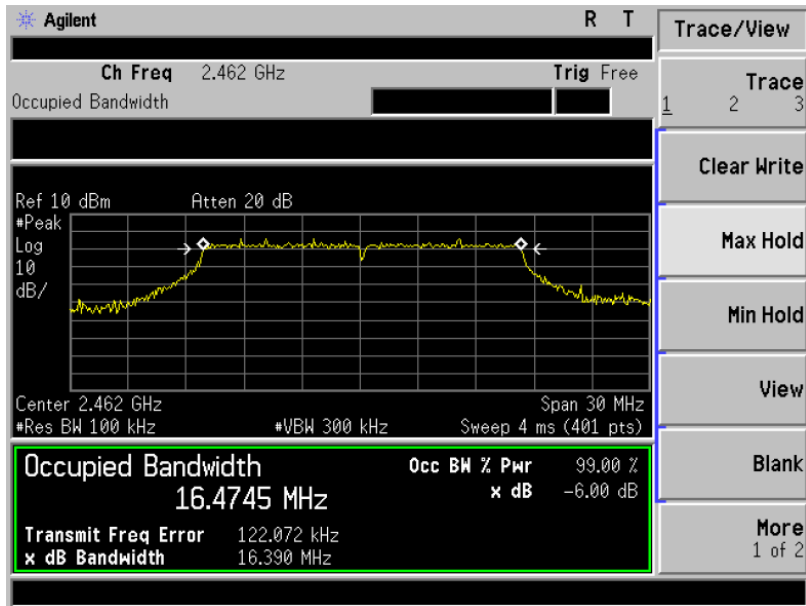 Agilent R T
Trace/View
Ch Freq 2.462 GHz Trig Free
Occupied Bandwidth
Trace
1 2 3
Clear Write
Ref 10 dBm Atten 20 dB
#Peak
Log
10
dB/
Max Hold
Min Hold
View
Center 2.462 GHz Span 30 MHz
#Res BW 100 kHz #VBW 300 kHz Sweep 4 ms (401 pts)
Occupied Bandwidth Occ BW % Pwr 99.00 %
16.4745 MHz x dB -6.00 dB
Blank
Transmit Freq Error 122.072 kHz
x dB Bandwidth 16.390 MHz
More
1 of 2